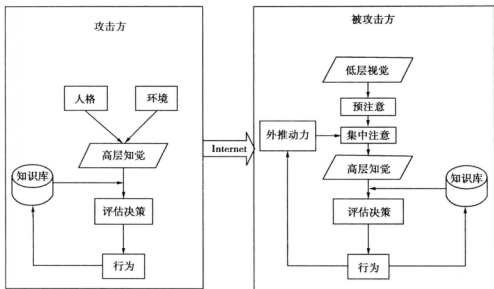 攻击方
人格
环境
高层知觉
知识库
评估决策
行为
Internet
被攻击方
低层视觉
预注意
外推动力
集中注意
高层知觉
知识库
评估决策
行为